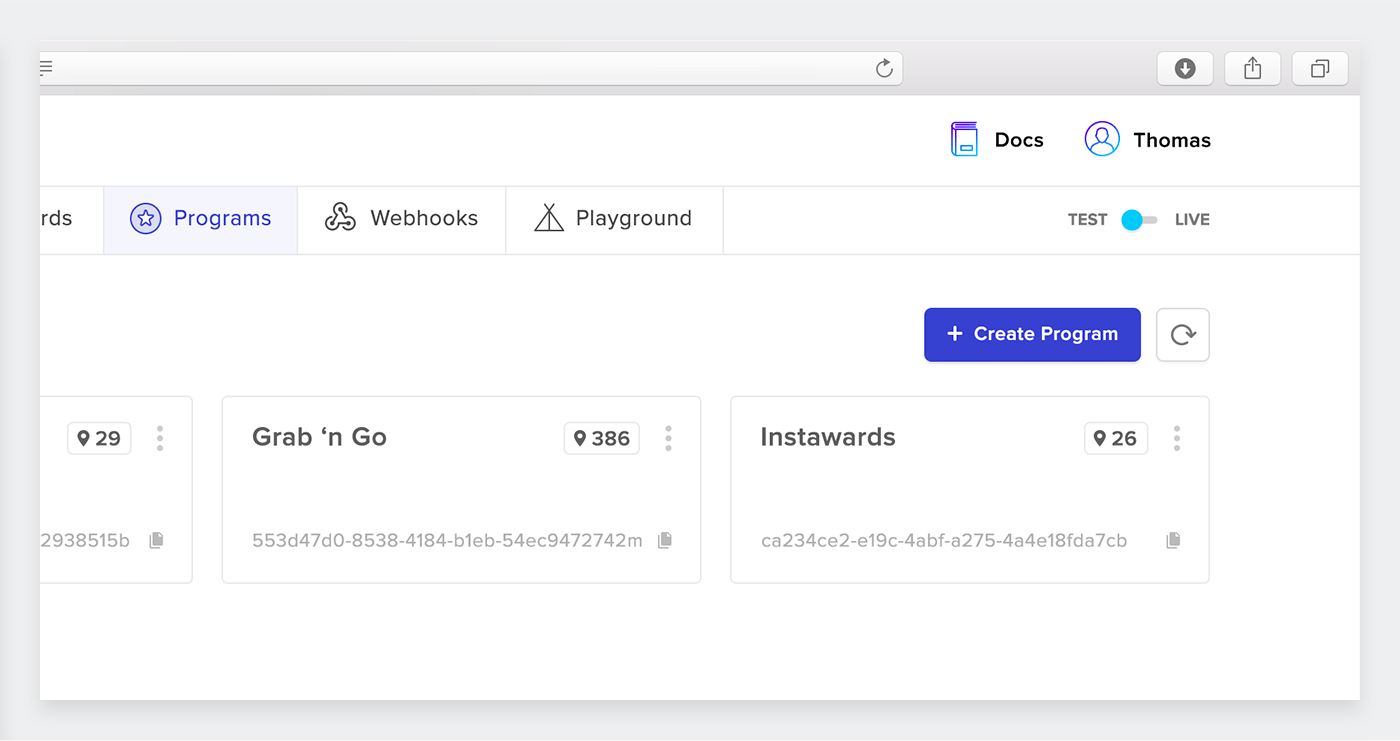 Docs
Thomas
rds
Programs
Webhooks
Playground
TEST
LIVE
+ Create Program
29
Grab ‘n Go
386
Instawards
26
2938515b
553d47d0-8538-4184-b1eb-54ec9472742m
ca234ce2-e19c-4abf-a275-4a4e18fda7cb